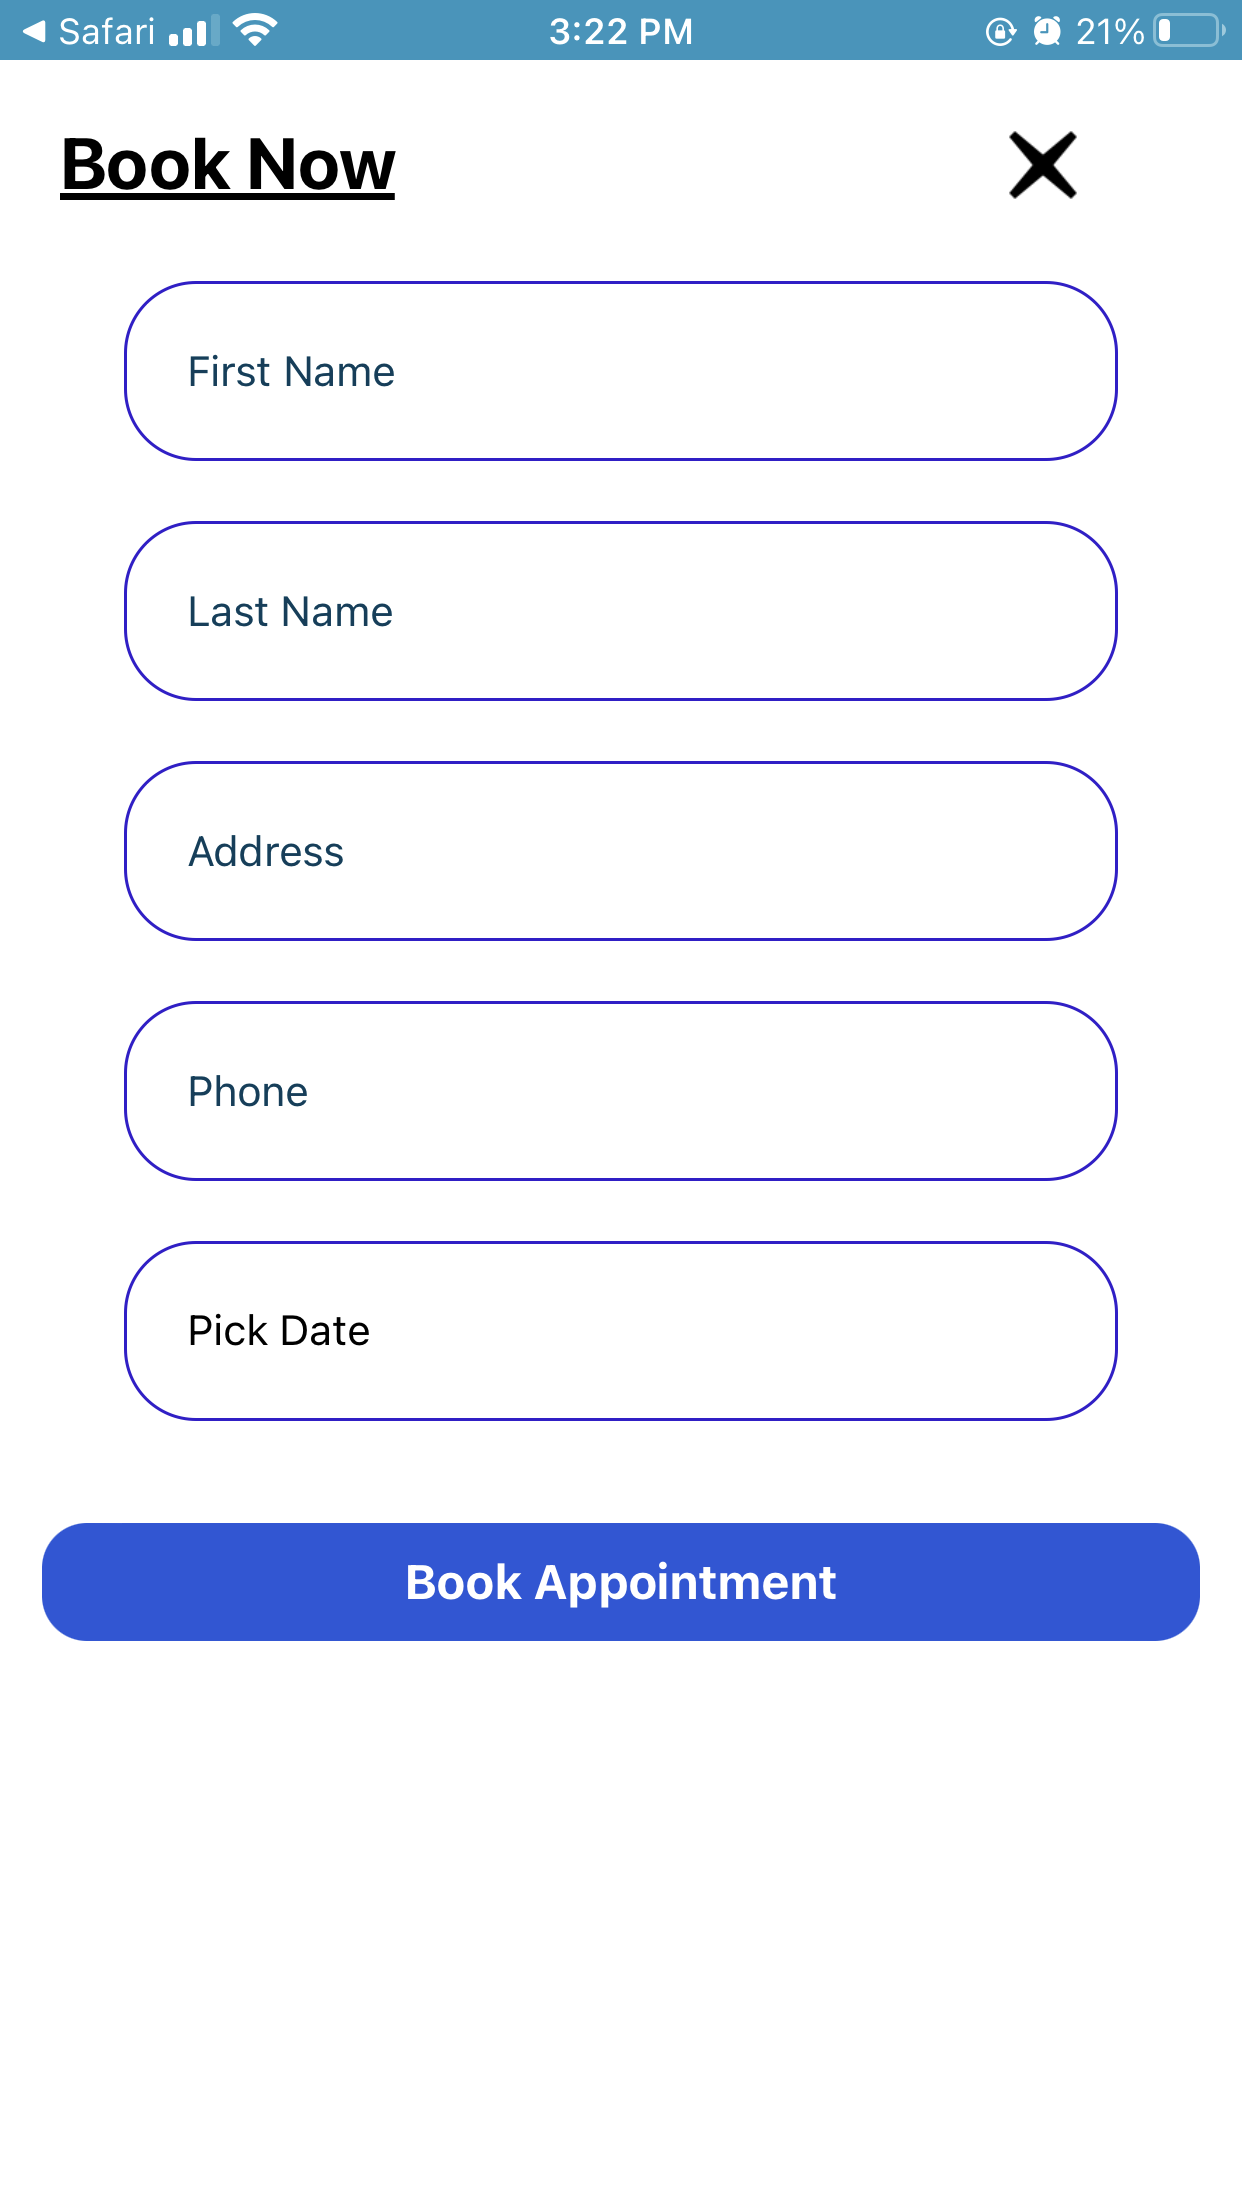 Safari 3:22 PM 21%
Book Now
First Name
Last Name
Address
Phone
Pick Date
Book Appointment